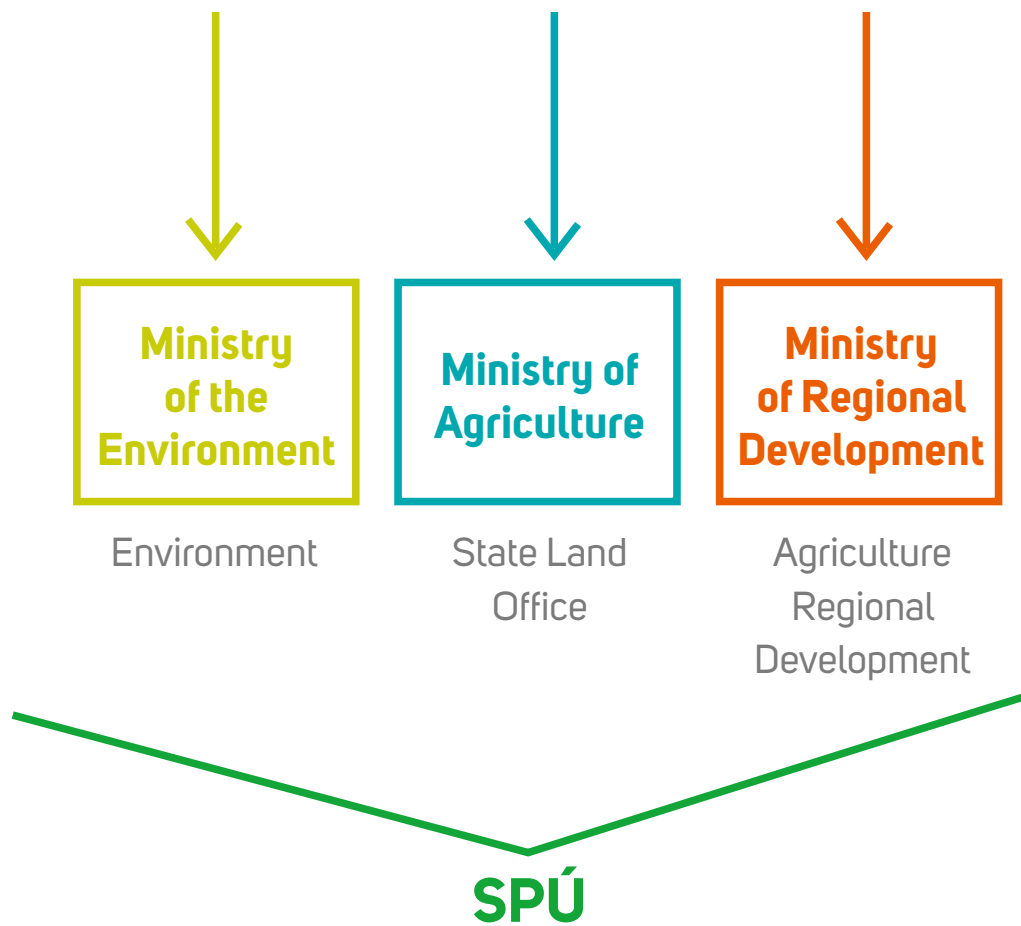 Ministry
of the
Environment
Environment
Ministry of
Agriculture
State Land
Office
Ministry
of Regional
Development
Agriculture
Regional
Development
SPÚ